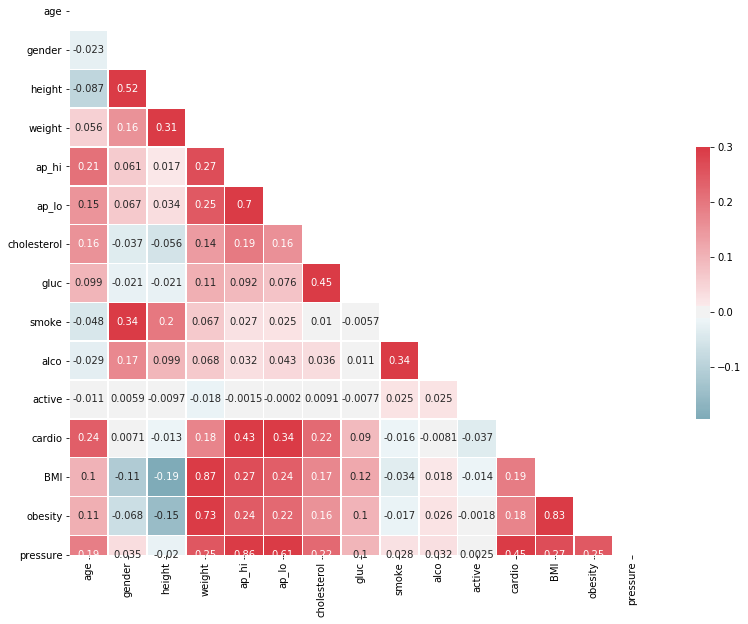 age
gender -0.023
height -0.087 0.52
weight 0.056 0.16 0.31
ap_hi 0.21 0.061 0.017 0.27
ap_lo 0.15 0.067 0.034 0.25 0.7
cholesterol 0.16 -0.037 -0.056 0.14 0.19 0.16
gluc 0.099 -0.021 -0.021 0.11 0.092 0.076 0.45
smoke -0.048 0.34 0.2 0.067 0.027 0.025 0.01 -0.0057
alco -0.029 0.17 0.099 0.068 0.032 0.043 0.036 0.011 0.34
active -0.011 0.0059 -0.0097 -0.018 -0.0015 -0.0002 0.0091 -0.0077 0.025 0.025
cardio 0.24 0.0071 -0.013 0.18 0.43 0.34 0.22 0.09 -0.016 -0.0081 -0.037
BMI 0.1 -0.11 -0.19 0.87 0.27 0.24 0.17 0.12 -0.034 0.018 -0.014 0.19
obesity 0.11 -0.068 -0.15 0.73 0.24 0.22 0.16 0.1 -0.017 0.026 -0.0018 0.18 0.83
pressure 0.19 0.035 -0.02 0.25 0.86 0.61 0.22 0.1 0.028 0.032 0.0025 0.45 0.27 0.25
age gender height weight ap_hi ap_lo cholesterol gluc smoke alco active cardio BMI obesity pressure
0.3
0.2
0.1
0.0
-0.1